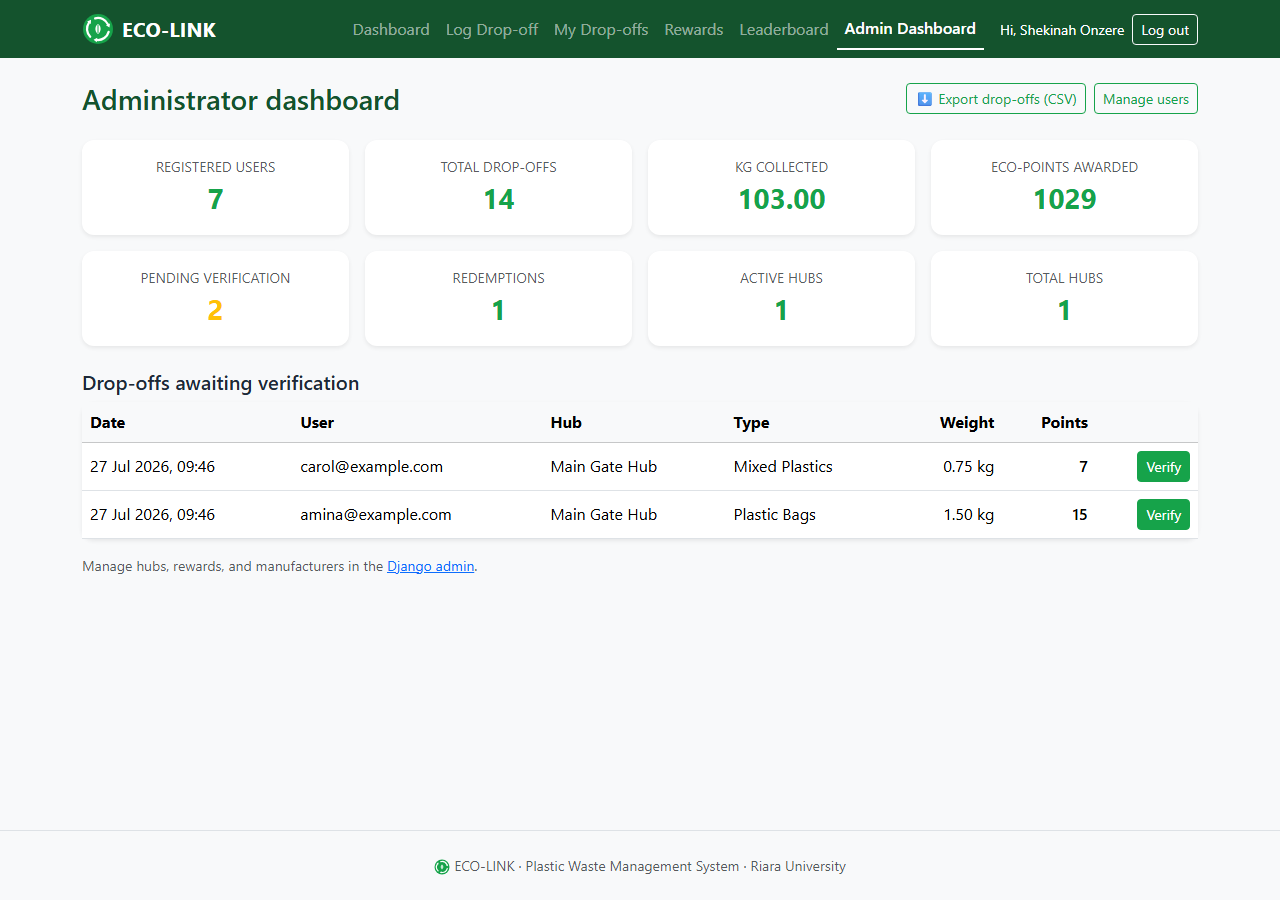 ECO-LINK Dashboard Log Drop-off My Drop-offs Rewards Leaderboard Admin Dashboard Hi, Shekinah Onzere Log out
Administrator dashboard Export drop-offs (CSV) Manage users
REGISTERED USERS TOTAL DROP-OFFS KG COLLECTED ECO-POINTS AWARDED
7 14 103.00 1029
PENDING VERIFICATION REDEMPTIONS ACTIVE HUBS TOTAL HUBS
2 1 1 1
Drop-offs awaiting verification
Date User Hub Type Weight Points
27 Jul 2026, 09:46 carol@example.com Main Gate Hub Mixed Plastics 0.75 kg 7 Verify
27 Jul 2026, 09:46 amina@example.com Main Gate Hub Plastic Bags 1.50 kg 15 Verify
Manage hubs, rewards, and manufacturers in the Django admin.
ECO-LINK · Plastic Waste Management System · Riara University